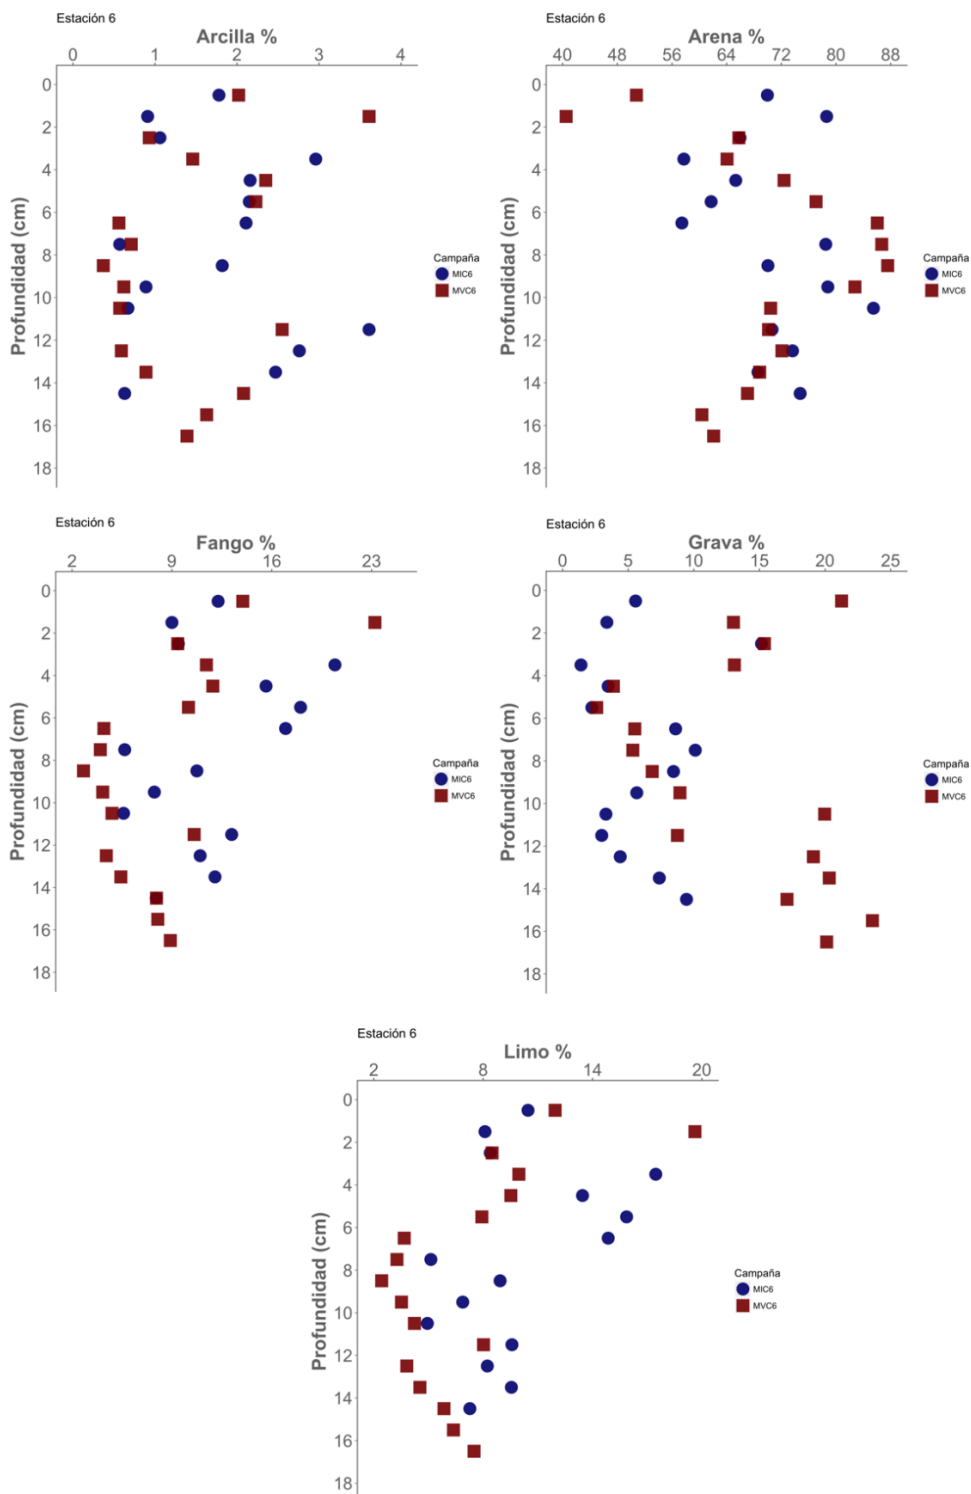 Estación 6
Arcilla %
0 1 2 3 4
0
2
4
6
8
10
12
14
16
18
Profundidad (cm)
Campaña
MIC6
MVC6
Estación 6
Arena %
40 48 56 64 72 80 88
0
2
4
6
8
10
12
14
16
18
Profundidad (cm)
Campaña
MIC6
MVC6
Estación 6
Fango %
2 9 16 23
0
2
4
6
8
10
12
14
16
18
Profundidad (cm)
Campaña
MIC6
MVC6
Estación 6
Grava %
0 5 10 15 20 25
0
2
4
6
8
10
12
14
16
18
Profundidad (cm)
Campaña
MIC6
MVC6
Estación 6
Limo %
2 8 14 20
0
2
4
6
8
10
12
14
16
18
Profundidad (cm)
Campaña
MIC6
MVC6